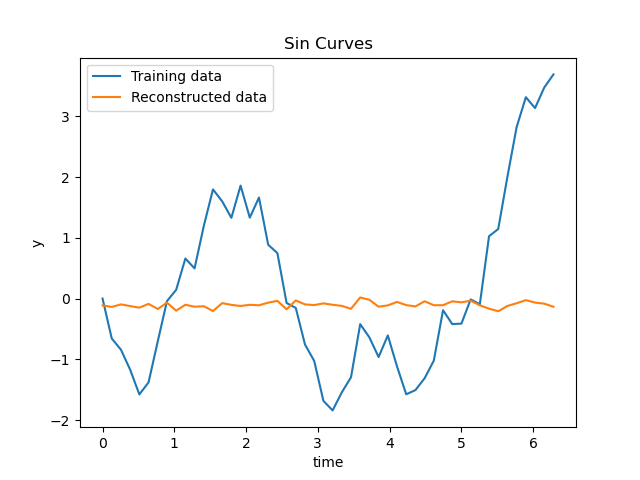 Sin Curves
Training data
Reconstructed data
3
2
1
0
−1
−2
y
0 1 2 3 4 5 6
time